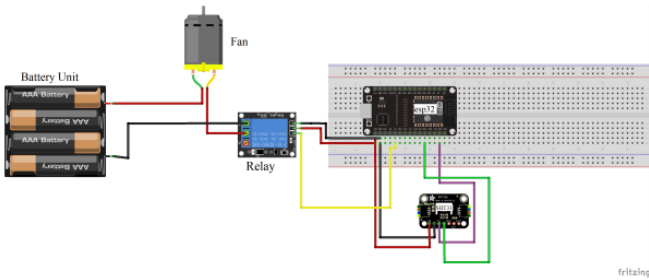 Fan
Battery Unit
AAA Battery
AAA Battery
AAA Battery
AAA Battery
esp32
Relay
fritzing